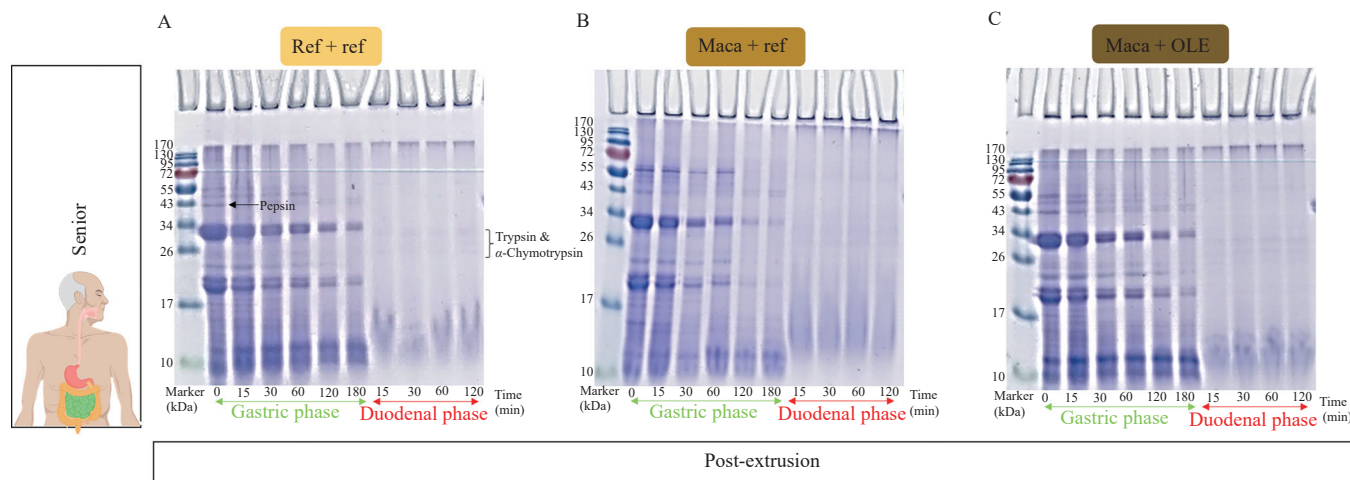 A
Ref + ref
B
Maca + ref
C
Maca + OLE
Senior
170
130
95
72
55
43
34
26
17
10
Pepsin
Trypsin &
α-Chymotrypsin
Marker
(kDa)
0 15 30 60 120 180 15 30 60 120
Time
(min)
Gastric phase
Duodenal phase
170
130
95
72
55
43
34
26
17
10
Marker
(kDa)
0 15 30 60 120 180 15 30 60 120
Time
(min)
Gastric phase
Duodenal phase
170
130
95
72
55
43
34
26
17
10
Marker
(kDa)
0 15 30 60 120 180 15 30 60 120
Time
(min)
Gastric phase
Duodenal phase
Post-extrusion